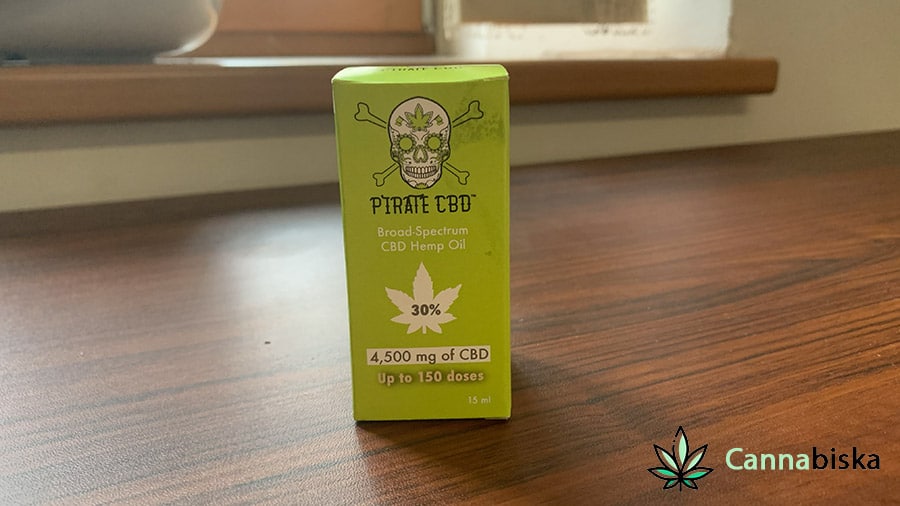 PIRATE CBD
PIRATE CBD™
Broad-Spectrum
CBD Hemp Oil
30%
4,500 mg of CBD
Up to 150 doses
15 ml
Cannabiska